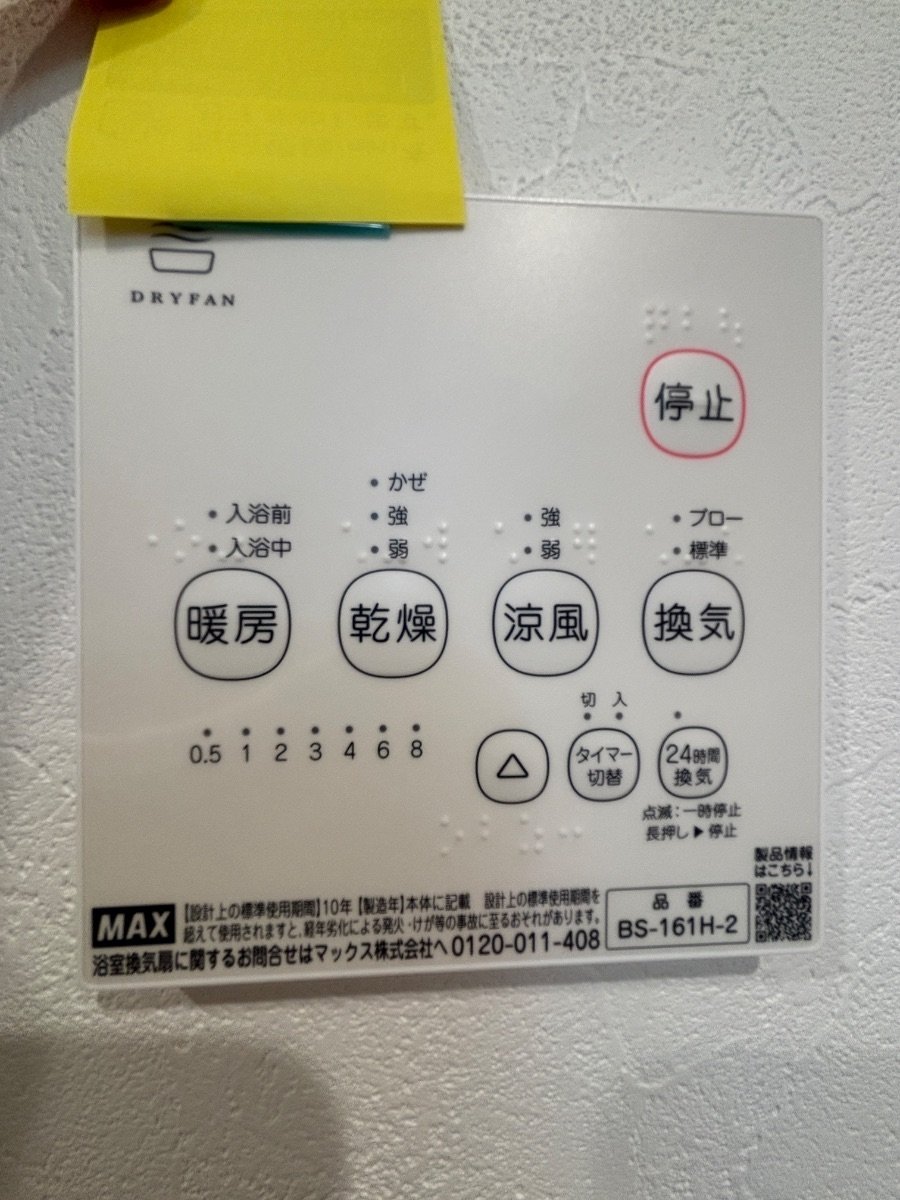 DRYFAN
停止
かぜ
入浴前
強
強
ブロー
入浴中
弱
弱
標準
暖房
乾燥
涼風
換気
切 入
0.5 1 2 3 4 6 8
△
タイマー
切替
24時間
換気
点滅:一時停止
長押し▶停止
製品情報
はこちら↓
MAX
【設計上の標準使用期間】10年【製造年】本体に記載 設計上の標準使用期間を
超えて使用されますと、経年劣化による発火・けが等の事故に至るおそれがあります。
浴室換気扇に関するお問合せはマックス株式会社へ 0120-011-408
品番
BS-161H-2